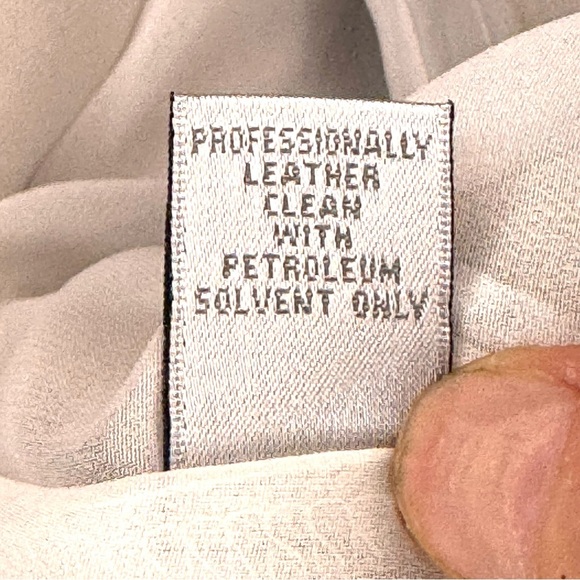 PROFESSIONALLY
LEATHER
CLEAN
WITH
PETROLEUM
SOLVENT ONLY